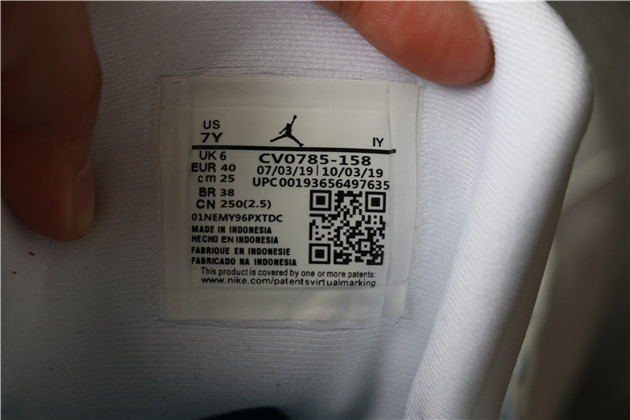 US
7Y IY
UK 6 CV0785-158
EUR 40 07/03/19 | 10/03/19
cm 25 UPC00193656497635
BR 38
CN 250(2.5)
01NEMY96PXTDC
MADE IN INDONESIA
HECHO EN INDONESIA
FABRIQUE EN INDONESIE
FABRICADO NA INDONESIA
This product is covered by one or more patents:
www.nike.com/patentsvirtualmarking